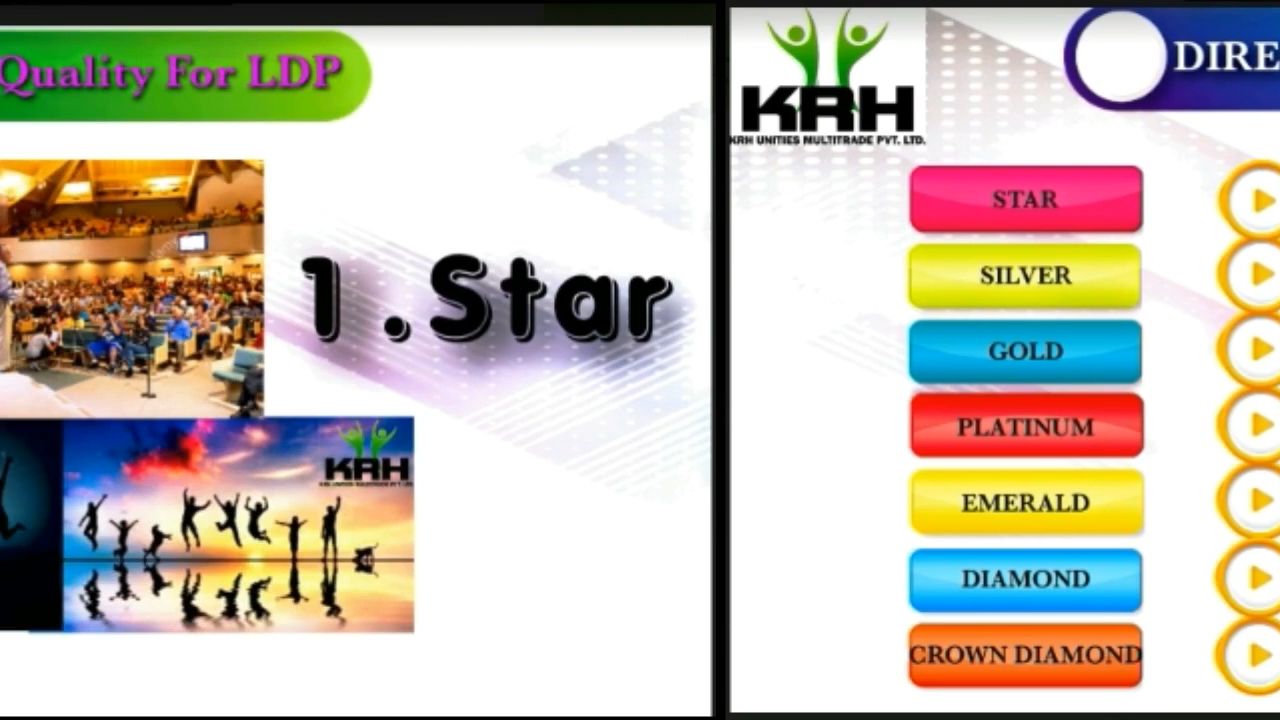 Quality For LDP
1.Star
KRH
KRH
KRH UNITIES MULTITRADE PVT. LTD.
DIRE
STAR
SILVER
GOLD
PLATINUM
EMERALD
DIAMOND
CROWN DIAMOND